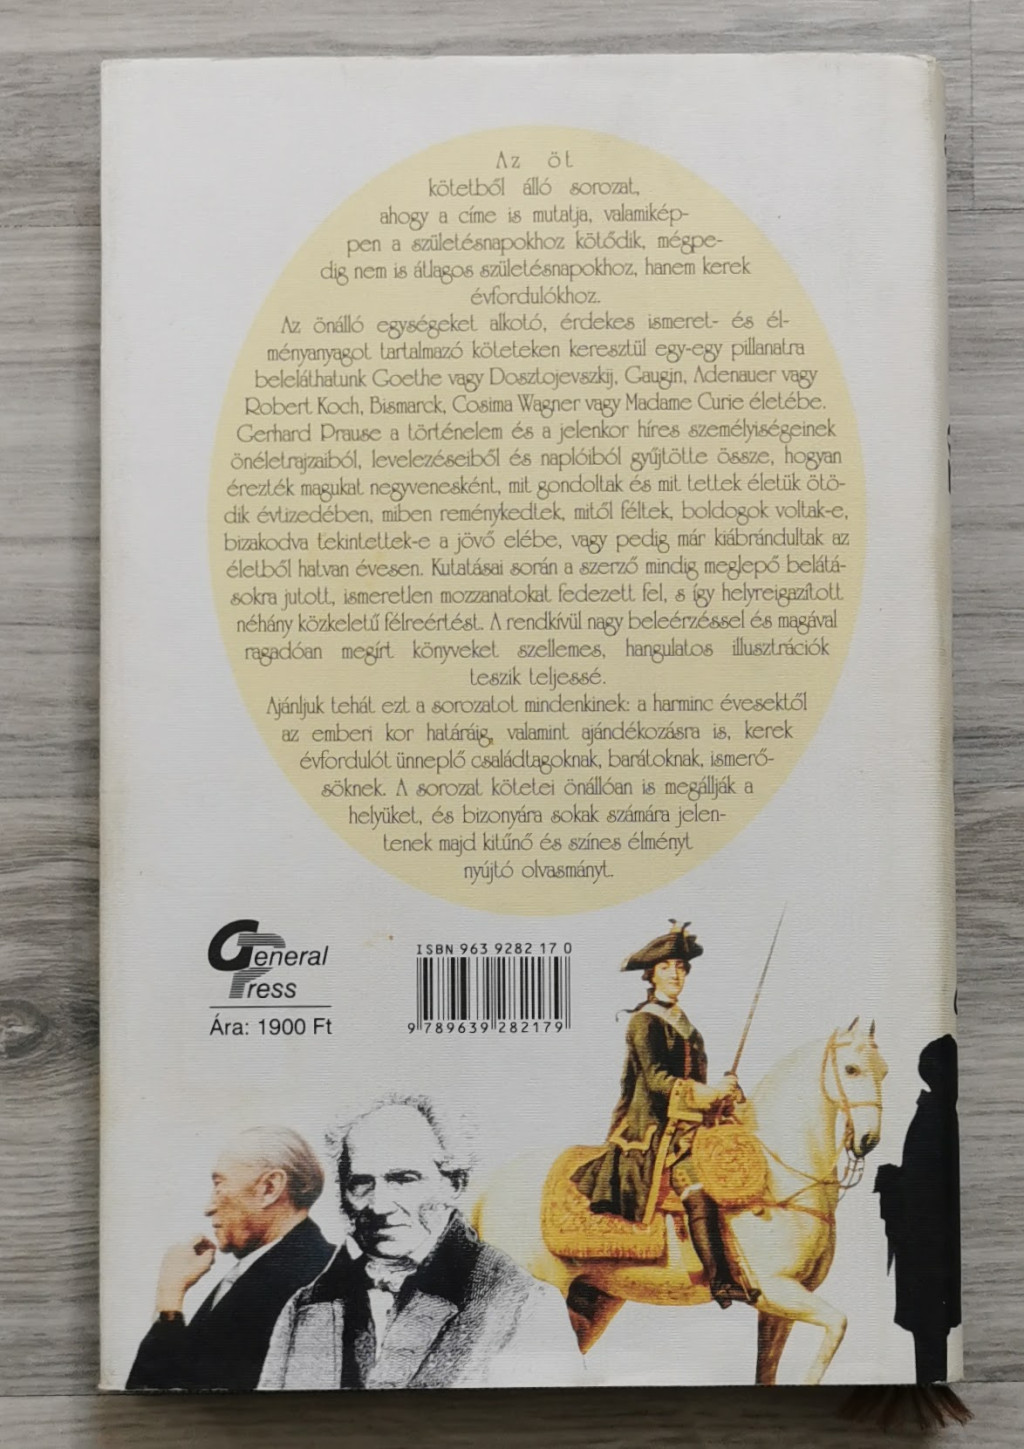 Az öt
kötetből álló sorozat,
ahogy a címe is mutatja, valamikép-
pen a születésnapokhoz kötődik, mégpe-
dig nem is átlagos születésnapokhoz, hanem kerek
évfordulókhoz.
Az önálló egységeket alkotó, érdekes ismeret- és él-
ményanyagot tartalmazó köteteken keresztül egy-egy pillanatra
beleláthatunk Goethe vagy Dosztojevszkij, Gaugin, Adenauer vagy
Robert Koch, Bismarck, Cosima Wagner vagy Madame Curie életébe.
Gerhard Prause a történelem és a jelenkor híres személyiségeinek
önéletrajzaiból, levelezéseiből és naplóiból gyűjtötte össze, hogyan
érezték magukat negyvenesként, mit gondoltak és mit tettek életük ötö-
dik évtizedében, miben reménykedtek, mitől féltek, boldogok voltak-e,
bizakodva tekintettek-e a jövő elébe, vagy pedig már kiábrándultak az
életből hatvan évesen. Kutatásai során a szerző mindig meglepő belátá-
sokra jutott, ismeretlen mozzanatokat fedezett fel, s így helyreigazított
néhány közkeletű félreértést. A rendkívül nagy beleérzéssel és magával
ragadóan megírt könyveket szellemes, hangulatos illusztrációk
teszik teljessé.
Ajánljuk tehát ezt a sorozatot mindenkinek: a harminc évesektől
az emberi kor határáig, valamint ajándékozásra is, kerek
évfordulót ünneplő családtagoknak, barátoknak, ismerő-
söknek. A sorozat kötetei önállóan is megállják a
helyüket, és bizonyára sokak számára jelen-
tenek majd kitűnő és színes élményt
nyújtó olvasmányt.
General
Press
Ára: 1900 Ft
ISBN 963 9282 17 0
9 789639 282179